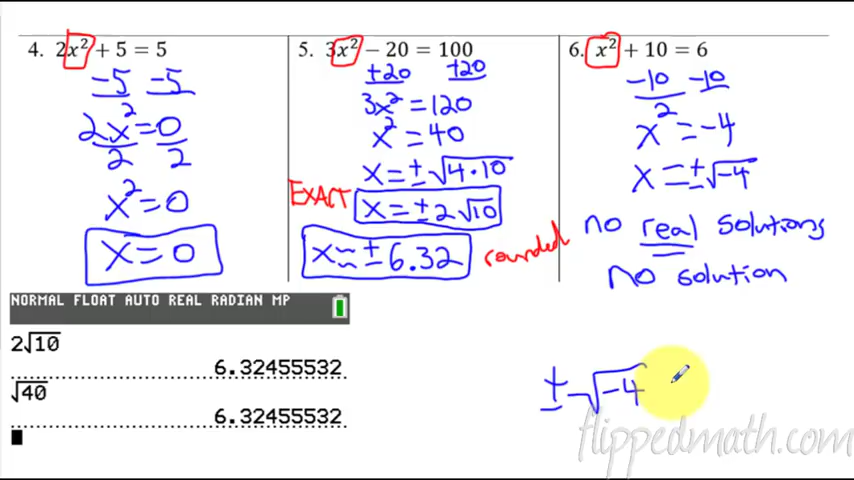 4. 2x² + 5 = 5
-5 -5
2x² = 0
2 2
x² = 0
x = 0
5. 3x² − 20 = 100
+20 +20
3x² = 120
x² = 40
x = ±√4·10
EXACT x = ±2√10
x ≈ ±6.32 rounded
6. x² + 10 = 6
-10 -10
x² = -4
x = ±√-4
no real solutions
no solution
NORMAL FLOAT AUTO REAL RADIAN MP
2√10
6.32455532
√40
6.32455532
±√-4
flippedmath.com